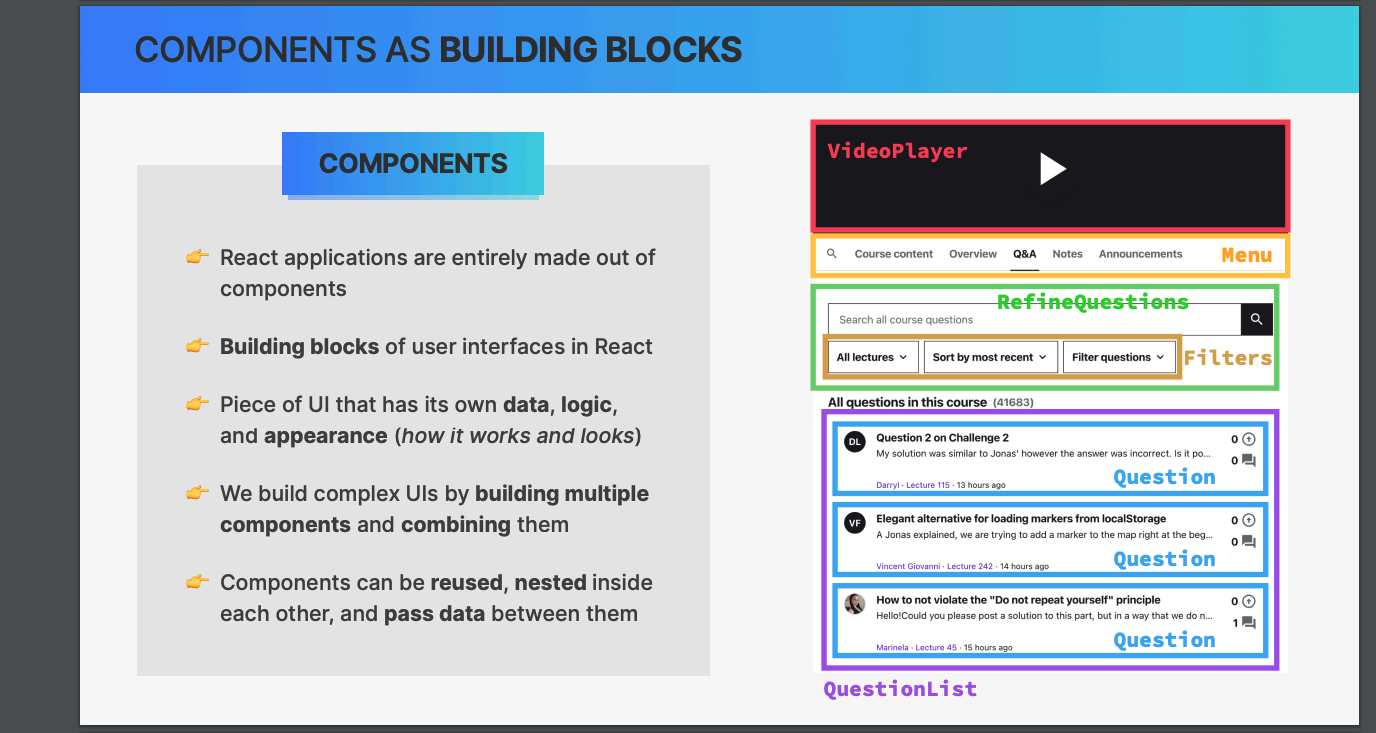 COMPONENTS AS BUILDING BLOCKS
COMPONENTS
👉 React applications are entirely made out of
components
👉 Building blocks of user interfaces in React
👉 Piece of UI that has its own data, logic,
and appearance (how it works and looks)
👉 We build complex UIs by building multiple
components and combining them
👉 Components can be reused, nested inside
each other, and pass data between them
VideoPlayer
Course content Overview Q&A Notes Announcements Menu
RefineQuestions
Search all course questions
All lectures Sort by most recent Filter questions Filters
All questions in this course (41683)
DL Question 2 on Challenge 2 0
My solution was similar to Jonas' however the answer was incorrect. Is it po... 0
Question
Darryl · Lecture 115 · 13 hours ago
VF Elegant alternative for loading markers from localStorage 0
A Jonas explained, we are trying to add a marker to the map right at the beg... 0
Question
Vincent Giovanni · Lecture 242 · 14 hours ago
How to not violate the "Do not repeat yourself" principle 0
Hello!Could you please post a solution to this part, but in a way that we do n... 1
Question
Marinela · Lecture 45 · 15 hours ago
QuestionList